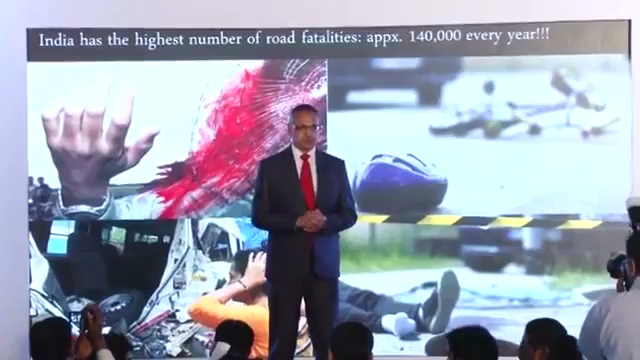 India has the highest number of road fatalities: appx. 140,000 every year!!!